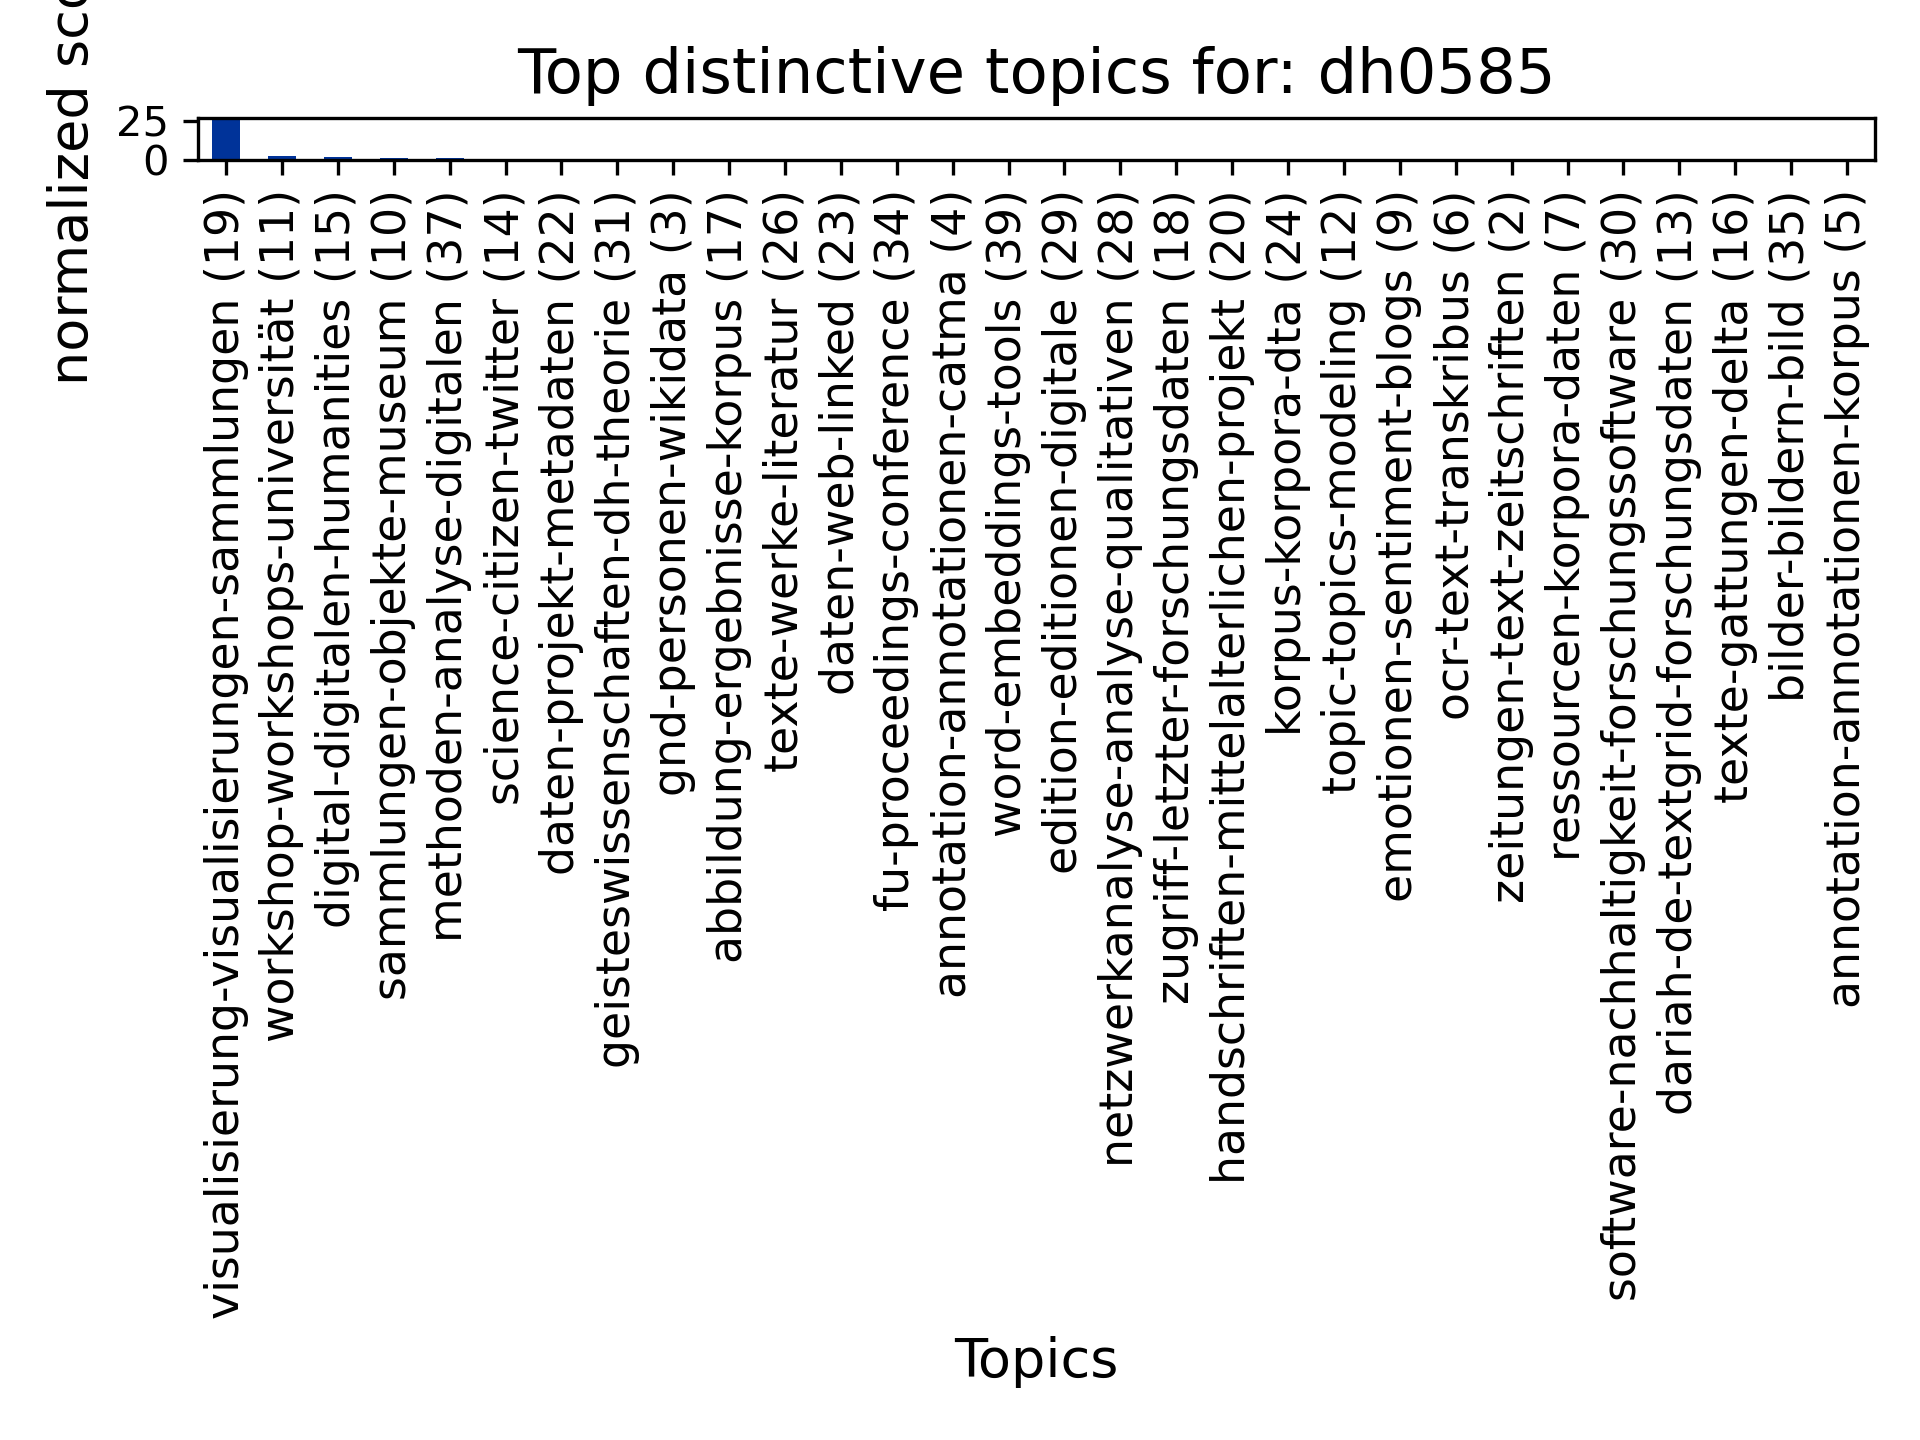 Top distinctive topics for: dh0585
normalized
25
0
visualisierung-visualisierungen-sammlungen (19)
workshop-workshops-universität (11)
digital-digitalen-humanities (15)
sammlungen-objekte-museum (10)
methoden-analyse-digitalen (37)
science-citizen-twitter (14)
daten-projekt-metadaten (22)
geisteswissenschaften-dh-theorie (31)
gnd-personen-wikidata (3)
abbildung-ergebnisse-korpus (17)
texte-werke-literatur (26)
daten-web-linked (23)
fu-proceedings-conference (34)
annotation-annotationen-catma (4)
word-embeddings-tools (39)
edition-editionen-digitale (29)
netzwerkanalyse-analyse-qualitativen (28)
zugriff-letzter-forschungsdaten (18)
handschriften-mittelalterlichen-projekt (20)
korpus-korpora-dta (24)
topic-topics-modeling (12)
emotionen-sentiment-blogs (9)
ocr-text-transkribus (6)
zeitungen-text-zeitschriften (2)
ressourcen-korpora-daten (7)
software-nachhaltigkeit-forschungssoftware (30)
dariah-de-textgrid-forschungsdaten (13)
texte-gattungen-delta (16)
bilder-bildern-bild (35)
annotation-annotationen-korpus (5)
Topics